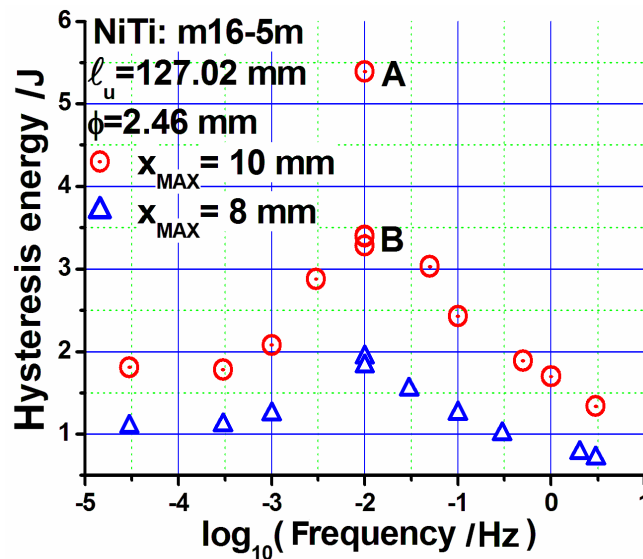 NiTi: m16-5m
ℓu=127.02 mm
ϕ=2.46 mm
xMAX= 10 mm
xMAX= 8 mm
A
B
Hysteresis energy /J
6
5
4
3
2
1
-5 -4 -3 -2 -1 0 1
log10(Frequency /Hz)